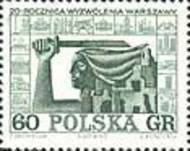 20 ROCZNICA WYZWOLENIA WARSZAWY
60 POLSKA GR